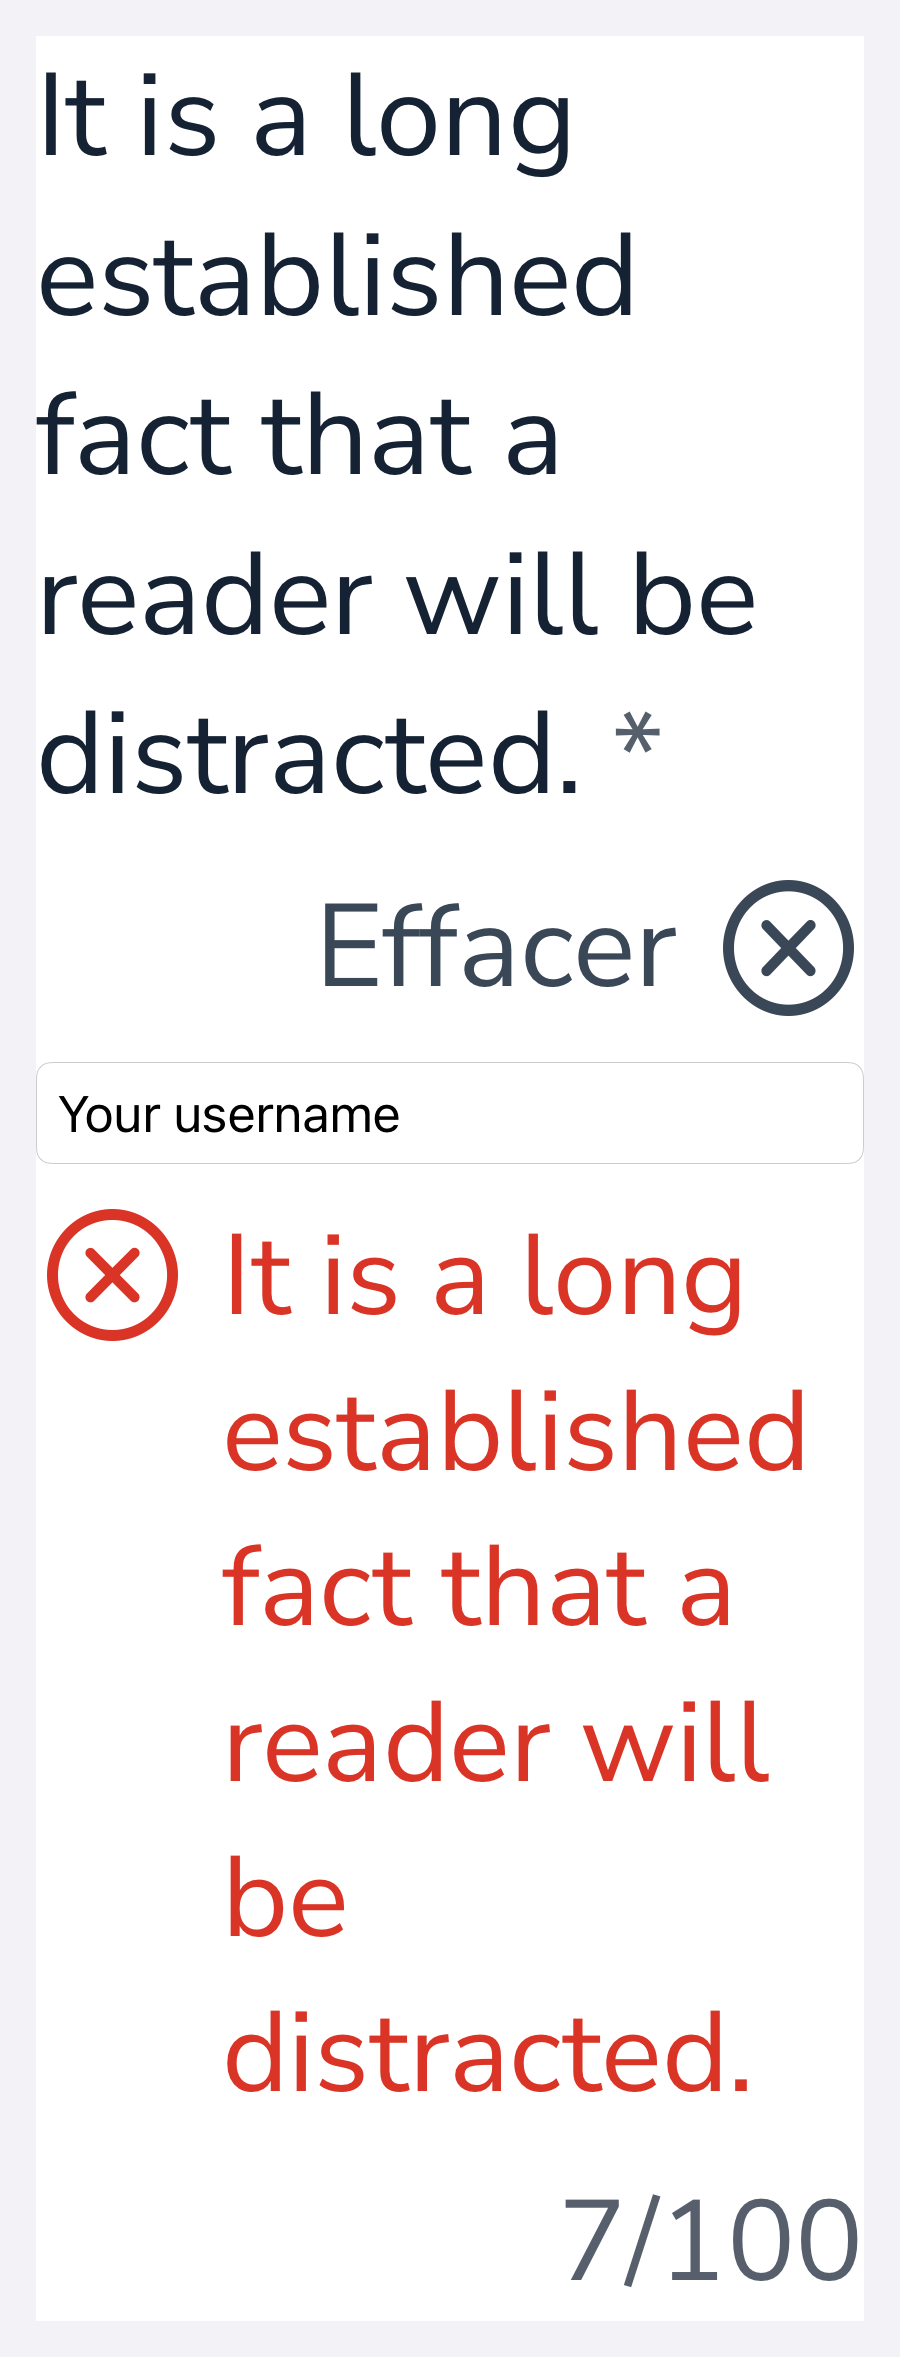 It is a long
established
fact that a
reader will be
distracted. *
Effacer
Your username
It is a long
established
fact that a
reader will
be
distracted.
7/100